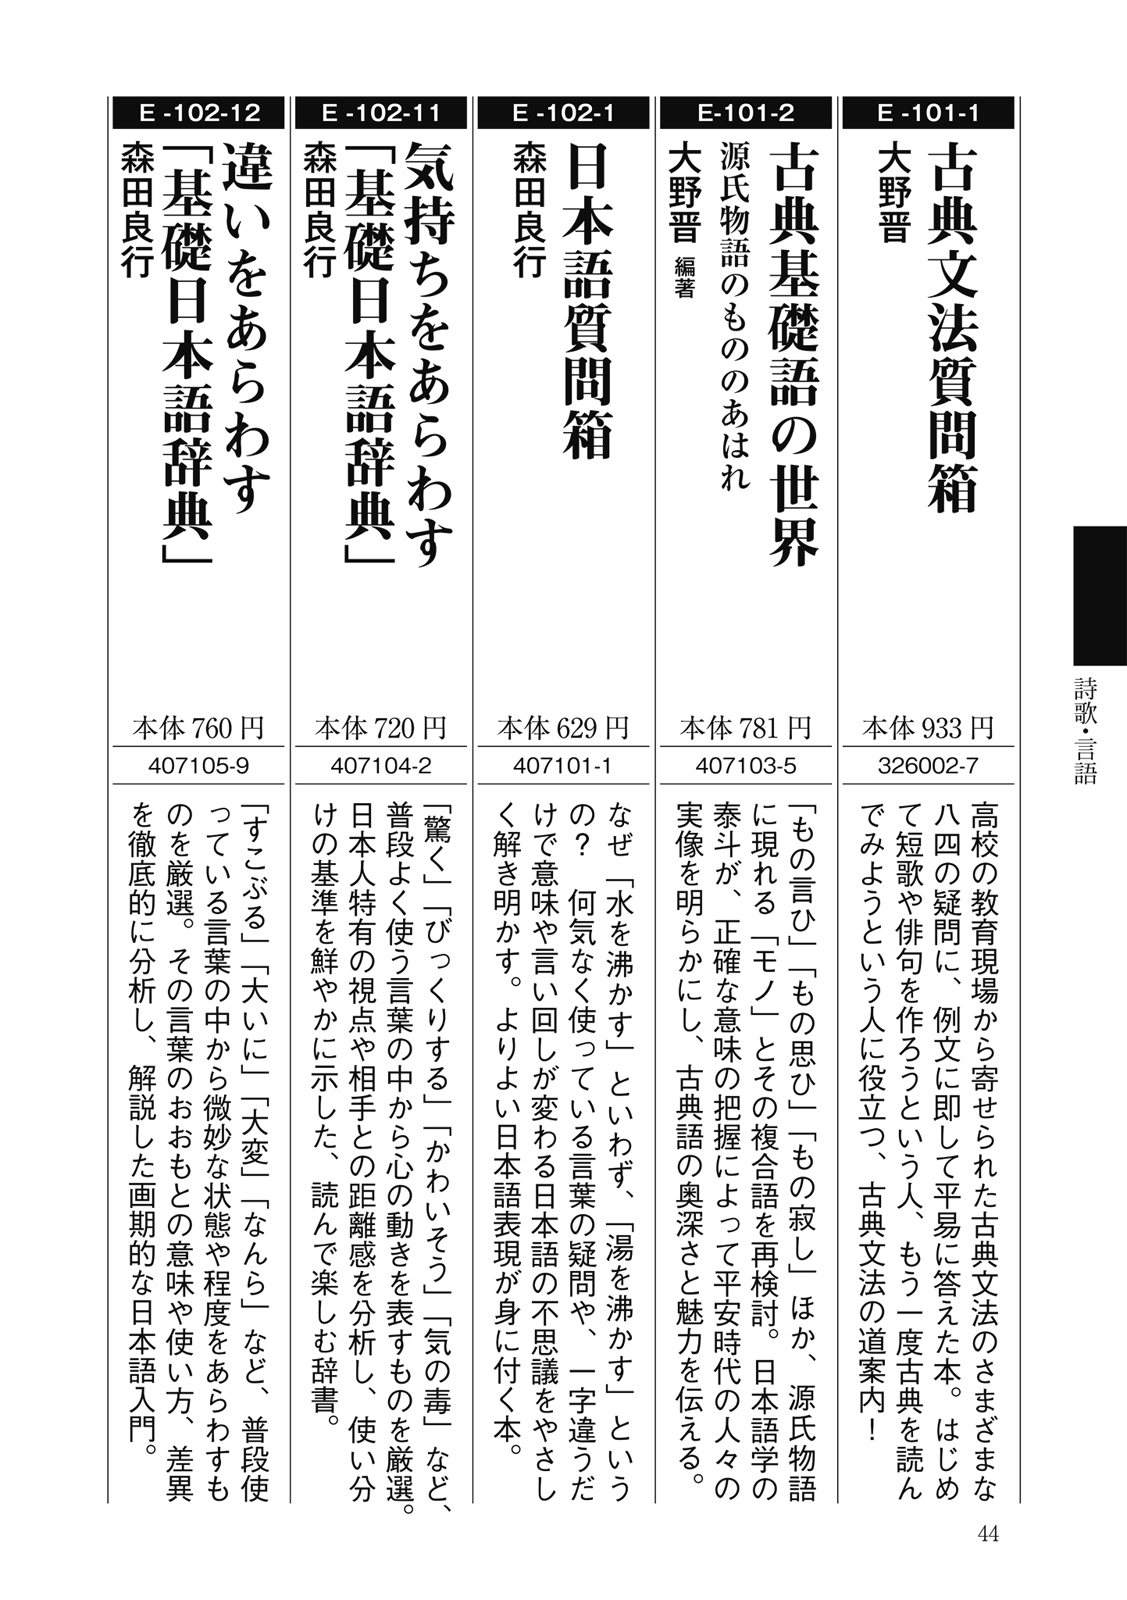 E-101-1
古典文法質問箱
大野晋
本体933円
326002-7
高校の教育現場から寄せられた古典文法のさまざまな
八四の疑問に、例文に即して平易に答えた本。はじめ
て短歌や俳句を作ろうという人、もう一度古典を読ん
でみようという人に役立つ、古典文法の道案内！
E-101-2
古典基礎語の世界
源氏物語のもののあはれ
大野晋 編著
本体781円
407103-5
「もの言ひ」「もの思ひ」「もの寂し」ほか、源氏物語
に現れる「モノ」とその複合語を再検討。日本語学の
泰斗が、正確な意味の把握によって平安時代の人々の
実像を明らかにし、古典語の奥深さと魅力を伝える。
E-102-1
日本語質問箱
森田良行
本体629円
407101-1
なぜ「水を沸かす」といわず、「湯を沸かす」という
の？　何気なく使っている言葉の疑問や、一字違うだ
けで意味や言い回しが変わる日本語の不思議をやさし
く解き明かす。よりよい日本語表現が身に付く本。
E-102-11
気持ちをあらわす
「基礎日本語辞典」
森田良行
本体720円
407104-2
「驚く」「びっくりする」「かわいそう」「気の毒」など、
普段よく使う言葉の中から心の動きを表すものを厳選。
日本人特有の視点や相手との距離感を分析し、使い分
けの基準を鮮やかに示した、読んで楽しむ辞書。
E-102-12
違いをあらわす
「基礎日本語辞典」
森田良行
本体760円
407105-9
「すこぶる」「大いに」「大変」「なんら」など、普段使
っている言葉の中から微妙な状態や程度をあらわすも
のを厳選。その言葉のおおもとの意味や使い方、差異
を徹底的に分析し、解説した画期的な日本語入門。
詩歌・言語
44